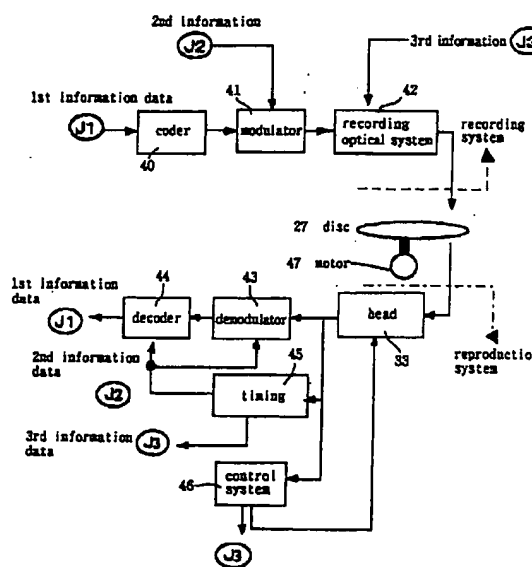 2nd information
J2
3rd information J3
1st information data
J1
41
modulator
42
recording optical system
coder
40
recording system
27 disc
47 motor
1st information data
J1
44
decoder
43
demodulator
head
33
reproduction system
2nd information data
J2
45
timing
3rd information data
J3
46
control system
J3